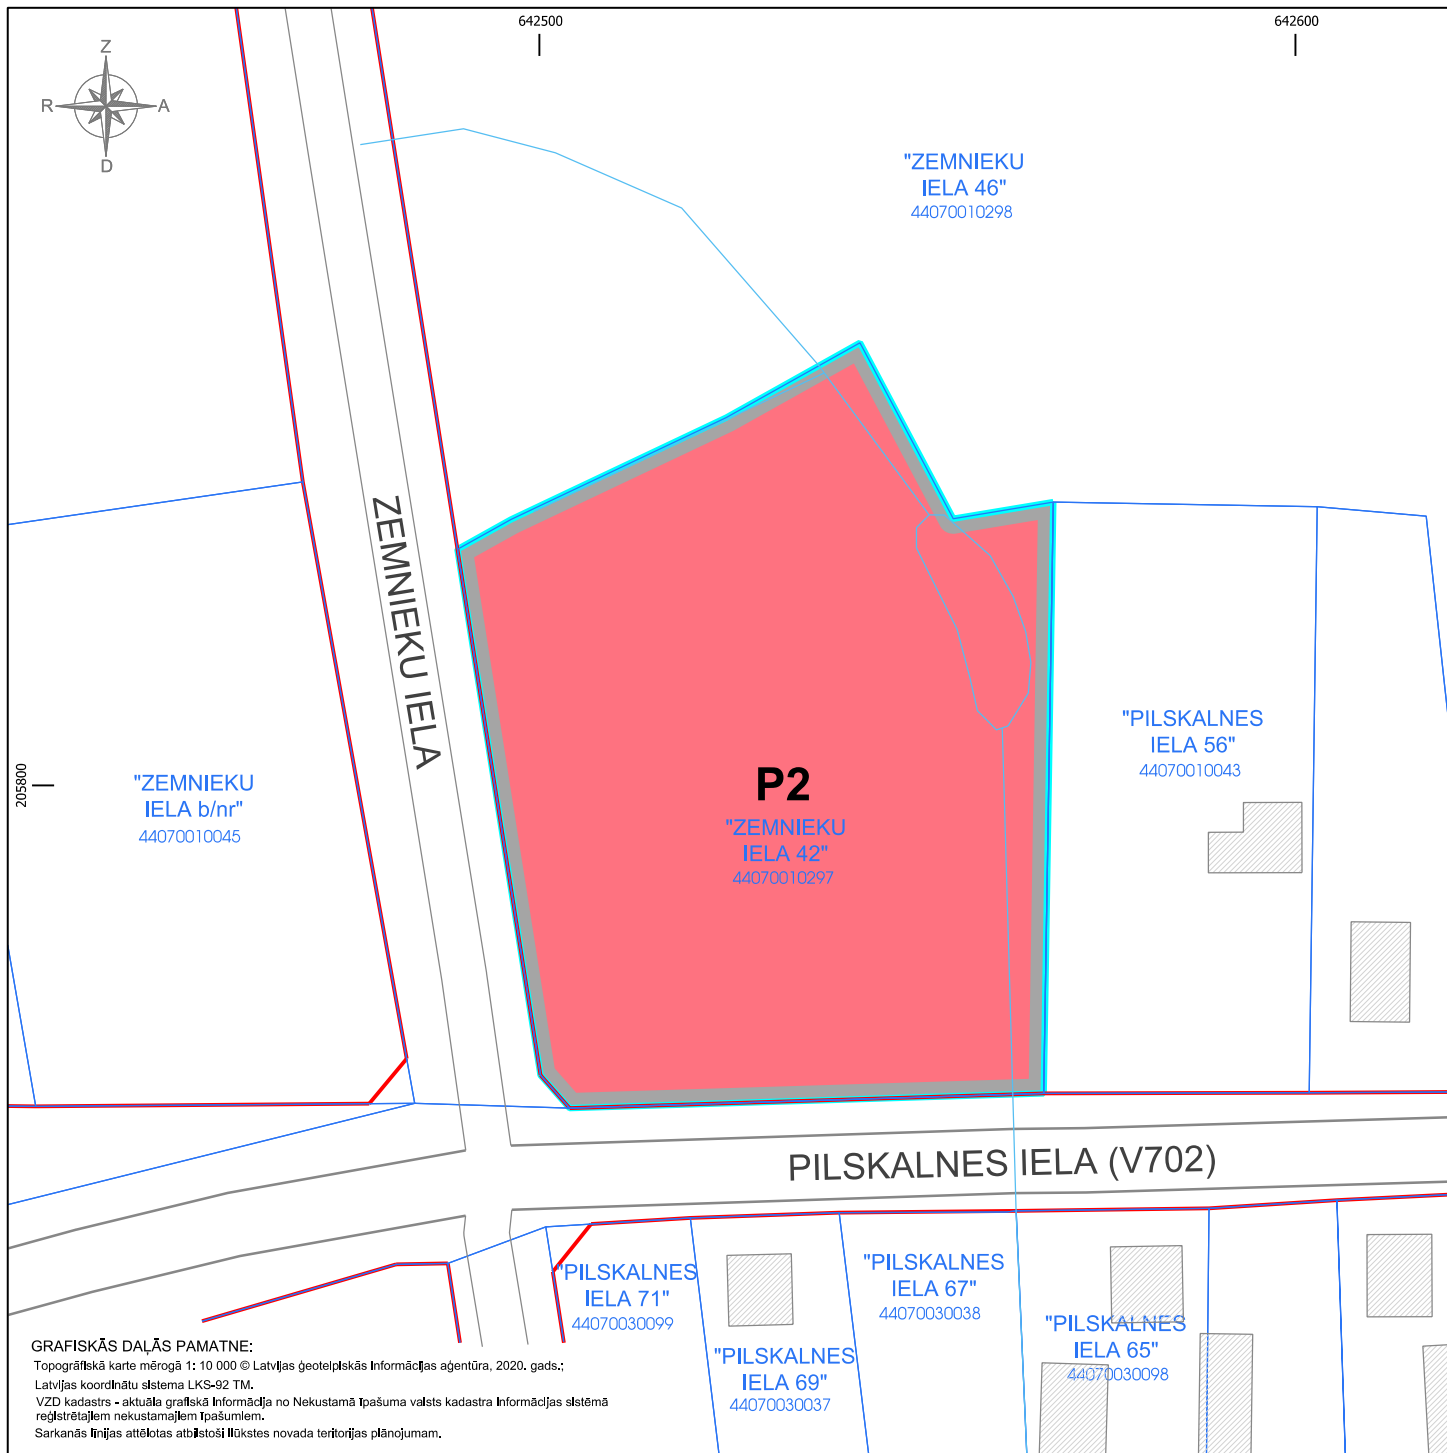 642500
642600
Z
R
A
D
"ZEMNIEKU
IELA 46"
44070010298
ZEMNIEKU IELA
205800
"ZEMNIEKU
IELA b/nr"
44070010045
P2
"ZEMNIEKU
IELA 42"
44070010297
"PILSKALNES
IELA 56"
44070010043
PILSKALNES IELA (V702)
"PILSKALNES
IELA 71"
44070030099
"PILSKALNES
IELA 67"
44070030038
"PILSKALNES
IELA 65"
44070030098
"PILSKALNES
IELA 69"
44070030037
GRAFISKĀS DAĻĀS PAMATNE:
Topogrāfiskā karte mērogā 1: 10 000 © Latvijas ģeotelpiskās informācijas aģentūra, 2020. gads.;
Latvijas koordinātu sistema LKS-92 TM.
VZD kadastrs - aktuāla grafiskā informācija no Nekustamā īpašuma valsts kadastra informācijas sistēmā
reģistrētajiem nekustamajiem īpašumiem.
Sarkanās līnijas attēlotas atbilstoši Ilūkstes novada teritorijas plānojumam.